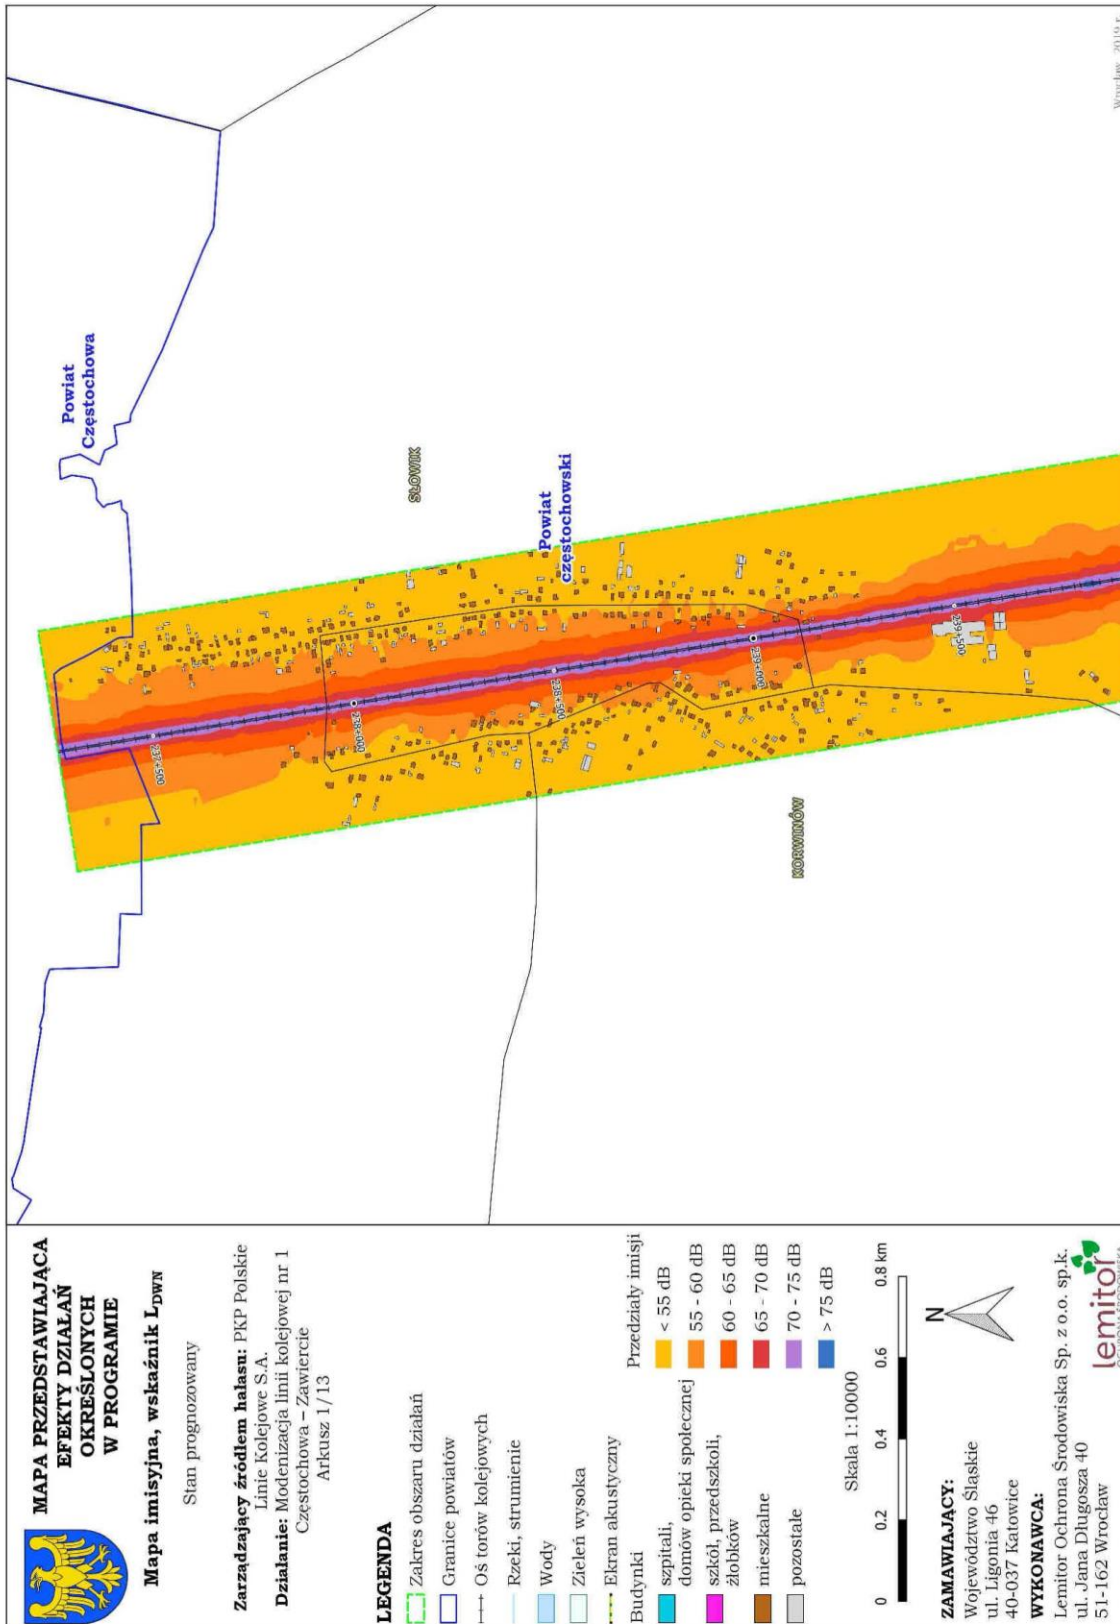 MAPA PRZEDSTAWIAJĄCA
EFEKTY DZIAŁAŃ
OKREŚLONYCH
W PROGRAMIE
Mapa imisyjna, wskaźnik LDWN
Stan prognozowany
Zarządzający źródłem hałasu: PKP Polskie
Linie Kolejowe S.A.
Działanie: Modenizacja linii kolejowej nr 1
Częstochowa – Zawiercie
Arkusz 1/13
LEGENDA
Zakres obszaru działań
Granice powiatów
Oś torów kolejowych
Rzeki, strumienie
Wody
Zieleń wysoka
Ekran akustyczny
Budynki
szpitali,
domów opieki społecznej
szkół, przedszkoli,
żłobków
mieszkalne
pozostałe
Przedziały imisji
< 55 dB
55 - 60 dB
60 - 65 dB
65 - 70 dB
70 - 75 dB
> 75 dB
Skala 1:10000
0 0.2 0.4 0.6 0.8 km
N
ZAMAWIAJĄCY:
Województwo Śląskie
ul. Ligonia 46
40-037 Katowice
WYKONAWCA:
Lemitor Ochrona Środowiska Sp. z o.o. sp.k.
ul. Jana Długosza 40
51-162 Wrocław
lemitor
Powiat
Częstochowa
SŁOWIK
Powiat
częstochowski
KORWINÓW
237+500
238+000
238+500
239+000
239+500
Wrocław, 2019 r.